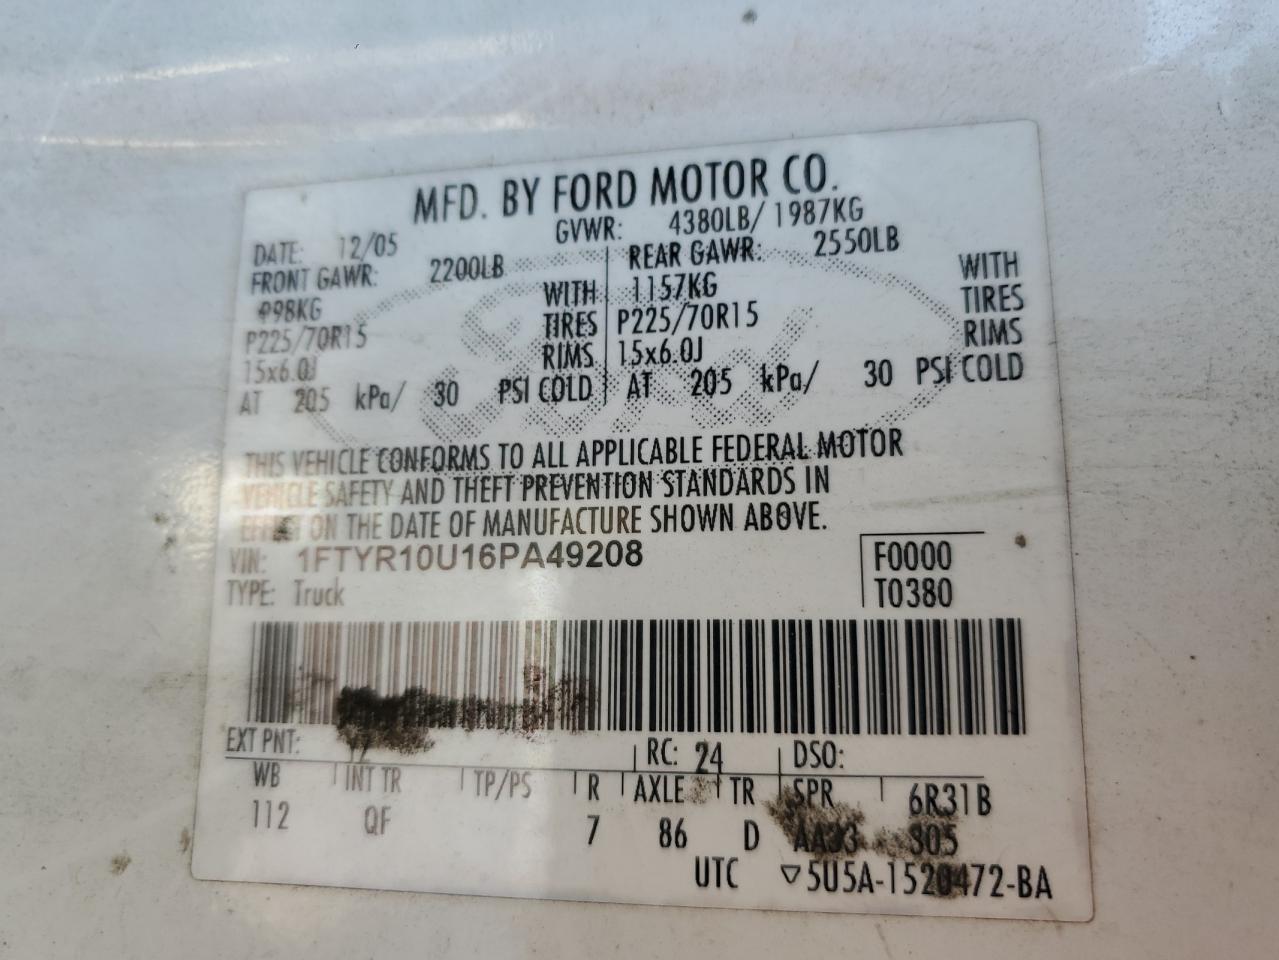 MFD. BY FORD MOTOR CO.
DATE: 12/05 GVWR: 4380LB/ 1987KG
FRONT GAWR: 2200LB REAR GAWR: 2550LB
998KG WITH 1157KG WITH
P225/70R15 TIRES P225/70R15 TIRES
15x6.0J RIMS 15x6.0J RIMS
AT 205 kPa/ 30 PSI COLD AT 205 kPa/ 30 PSI COLD
THIS VEHICLE CONFORMS TO ALL APPLICABLE FEDERAL MOTOR
VEHICLE SAFETY AND THEFT PREVENTION STANDARDS IN
EFFECT ON THE DATE OF MANUFACTURE SHOWN ABOVE.
VIN: 1FTYR10U16PA49208 F0000
TYPE: Truck T0380
EXT PNT: RC: 24 DSO:
WB INT TR TP/PS R AXLE TR SPR 6R31B
112 QF 7 86 D AA33 805
UTC ▽5U5A-1520472-BA